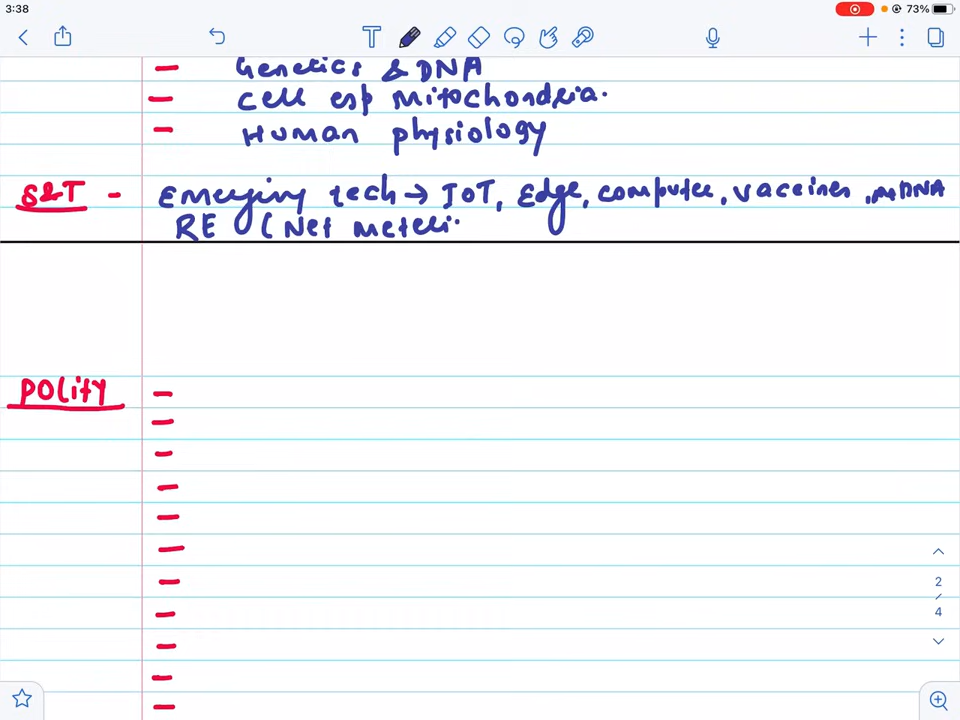 3:38 73%
T
- Genetics & DNA
- Cell esp Mitochondria.
- Human physiology
S&T - Emerging tech → IoT, Edge, computer, vaccines,
RE (Net meteri
POLITY -
-
-
-
-
-
-
-
-
-
-
2
/
4